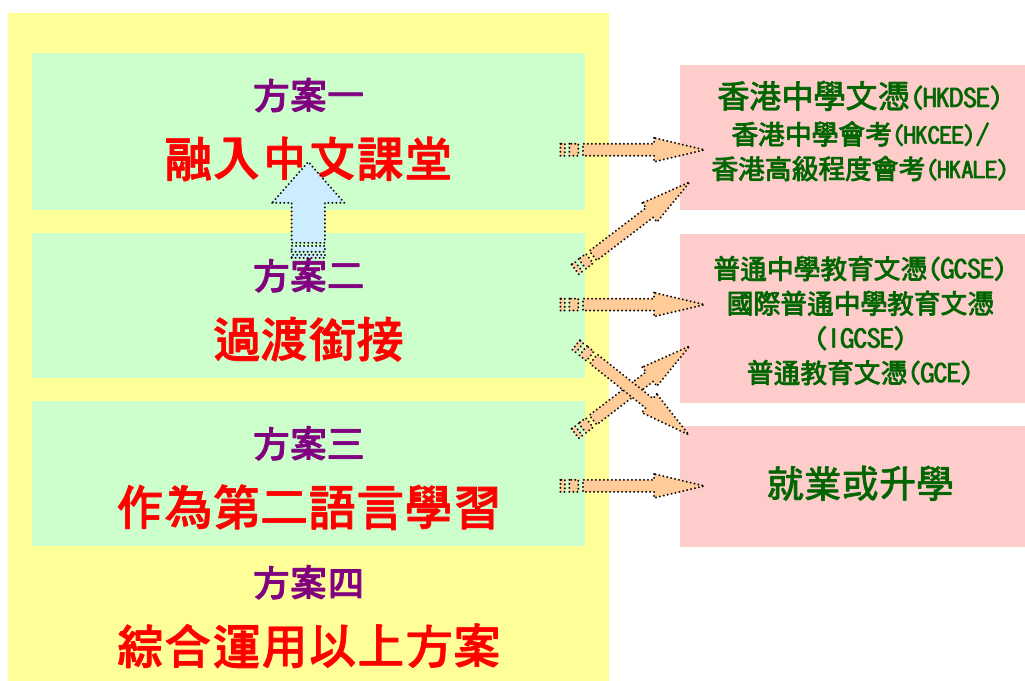 方案一
融入中文課堂
方案二
過渡銜接
方案三
作為第二語言學習
方案四
綜合運用以上方案
香港中學文憑(HKDSE)
香港中學會考(HKCEE)/
香港高級程度會考(HKALE)
普通中學教育文憑(GCSE)
國際普通中學教育文憑
(IGCSE)
普通教育文憑(GCE)
就業或升學